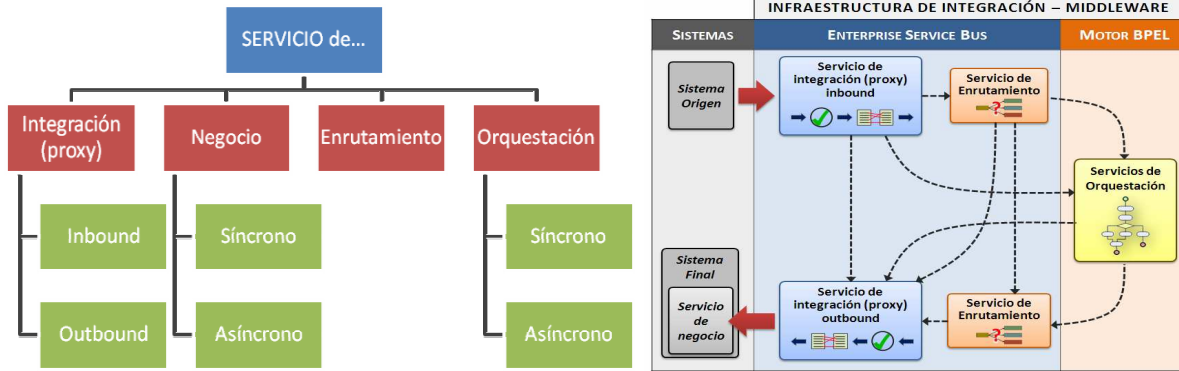 SERVICIO de...
Integración
(proxy)
Negocio
Enrutamiento
Orquestación
Inbound
Síncrono
Síncrono
Outbound
Asíncrono
Asíncrono
INFRAESTRUCTURA DE INTEGRACIÓN – MIDDLEWARE
SISTEMAS
ENTERPRISE SERVICE BUS
MOTOR BPEL
Sistema
Origen
Servicio de
integración (proxy)
inbound
Servicio de
Enrutamiento
?
Servicios de
Orquestación
Sistema
Final
Servicio
de
negocio
Servicio de
integración (proxy)
outbound
Servicio de
Enrutamiento
?